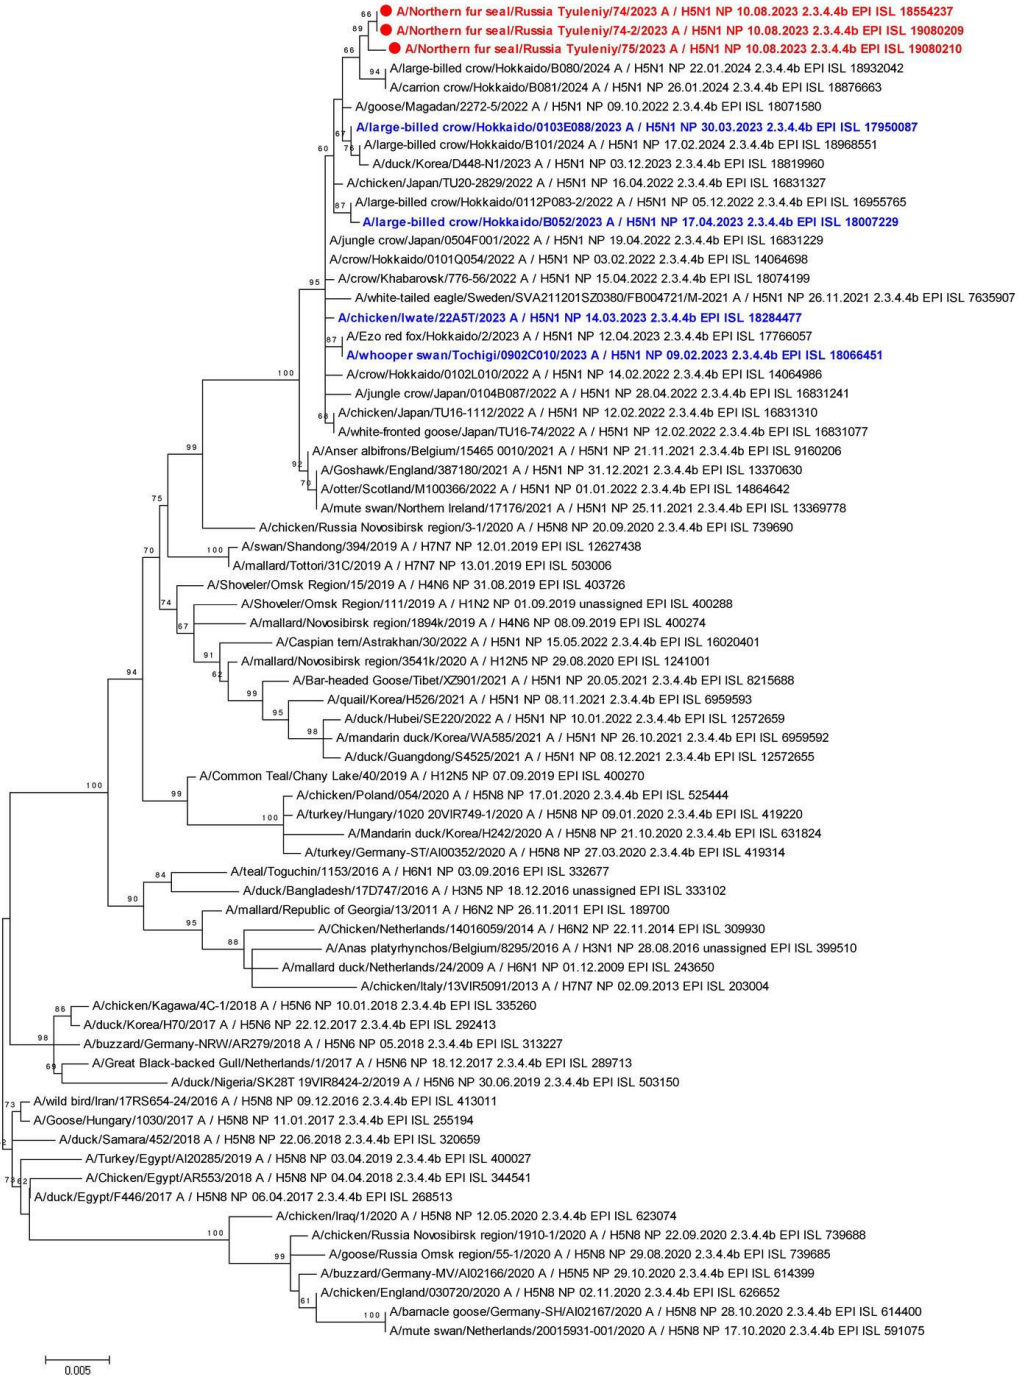 A/Northern fur seal/Russia Tyuleniy/74/2023 A / H5N1 NP 10.08.2023 2.3.4.4b EPI ISL 18554237
A/Northern fur seal/Russia Tyuleniy/74-2/2023 A / H5N1 NP 10.08.2023 2.3.4.4b EPI ISL 19080209
A/Northern fur seal/Russia Tyuleniy/75/2023 A / H5N1 NP 10.08.2023 2.3.4.4b EPI ISL 19080210
A/large-billed crow/Hokkaido/B080/2024 A / H5N1 NP 22.01.2024 2.3.4.4b EPI ISL 18932042
A/carrion crow/Hokkaido/B081/2024 A / H5N1 NP 26.01.2024 2.3.4.4b EPI ISL 18876663
A/goose/Magadan/2272-5/2022 A / H5N1 NP 09.10.2022 2.3.4.4b EPI ISL 18071580
A/large-billed crow/Hokkaido/0103E088/2023 A / H5N1 NP 30.03.2023 2.3.4.4b EPI ISL 17950087
A/large-billed crow/Hokkaido/B101/2024 A / H5N1 NP 17.02.2024 2.3.4.4b EPI ISL 18968551
A/duck/Korea/D448-N1/2023 A / H5N1 NP 03.12.2023 2.3.4.4b EPI ISL 18819960
A/chicken/Japan/TU20-2829/2022 A / H5N1 NP 16.04.2022 2.3.4.4b EPI ISL 16831327
A/large-billed crow/Hokkaido/0112P083-2/2022 A / H5N1 NP 05.12.2022 2.3.4.4b EPI ISL 16955765
A/large-billed crow/Hokkaido/B052/2023 A / H5N1 NP 17.04.2023 2.3.4.4b EPI ISL 18007229
A/jungle crow/Japan/0504F001/2022 A / H5N1 NP 19.04.2022 2.3.4.4b EPI ISL 16831229
A/crow/Hokkaido/0101Q054/2022 A / H5N1 NP 03.02.2022 2.3.4.4b EPI ISL 14064698
A/crow/Khabarovsk/776-56/2022 A / H5N1 NP 15.04.2022 2.3.4.4b EPI ISL 18074199
A/white-tailed eagle/Sweden/SVA211201SZ0380/FB004721/M-2021 A / H5N1 NP 26.11.2021 2.3.4.4b EPI ISL 7635907
A/chicken/Iwate/22A5T/2023 A / H5N1 NP 14.03.2023 2.3.4.4b EPI ISL 18284477
A/Ezo red fox/Hokkaido/2/2023 A / H5N1 NP 12.04.2023 2.3.4.4b EPI ISL 17766057
A/whooper swan/Tochigi/0902C010/2023 A / H5N1 NP 09.02.2023 2.3.4.4b EPI ISL 18066451
A/crow/Hokkaido/0102L010/2022 A / H5N1 NP 14.02.2022 2.3.4.4b EPI ISL 14064986
A/jungle crow/Japan/0104B087/2022 A / H5N1 NP 28.04.2022 2.3.4.4b EPI ISL 16831241
A/chicken/Japan/TU16-1112/2022 A / H5N1 NP 12.02.2022 2.3.4.4b EPI ISL 16831310
A/white-fronted goose/Japan/TU16-74/2022 A / H5N1 NP 12.02.2022 2.3.4.4b EPI ISL 16831077
A/Anser albifrons/Belgium/15465 0010/2021 A / H5N1 NP 21.11.2021 2.3.4.4b EPI ISL 9160206
A/Goshawk/England/387180/2021 A / H5N1 NP 31.12.2021 2.3.4.4b EPI ISL 13370630
A/otter/Scotland/M100366/2022 A / H5N1 NP 01.01.2022 2.3.4.4b EPI ISL 14864642
A/mute swan/Northern Ireland/17176/2021 A / H5N1 NP 25.11.2021 2.3.4.4b EPI ISL 13369778
A/chicken/Russia Novosibirsk region/3-1/2020 A / H5N8 NP 20.09.2020 2.3.4.4b EPI ISL 739690
A/swan/Shandong/394/2019 A / H7N7 NP 12.01.2019 EPI ISL 12627438
A/mallard/Tottori/31C/2019 A / H7N7 NP 13.01.2019 EPI ISL 503006
A/Shoveler/Omsk Region/15/2019 A / H4N6 NP 31.08.2019 EPI ISL 403726
A/Shoveler/Omsk Region/111/2019 A / H1N2 NP 01.09.2019 unassigned EPI ISL 400288
A/mallard/Novosibirsk region/1894k/2019 A / H4N6 NP 08.09.2019 EPI ISL 400274
A/Caspian tern/Astrakhan/30/2022 A / H5N1 NP 15.05.2022 2.3.4.4b EPI ISL 16020401
A/mallard/Novosibirsk region/3541k/2020 A / H12N5 NP 29.08.2020 EPI ISL 1241001
A/Bar-headed Goose/Tibet/XZ901/2021 A / H5N1 NP 20.05.2021 2.3.4.4b EPI ISL 8215688
A/quail/Korea/H526/2021 A / H5N1 NP 08.11.2021 2.3.4.4b EPI ISL 6959593
A/duck/Hubei/SE220/2022 A / H5N1 NP 10.01.2022 2.3.4.4b EPI ISL 12572659
A/mandarin duck/Korea/WA585/2021 A / H5N1 NP 26.10.2021 2.3.4.4b EPI ISL 6959592
A/duck/Guangdong/S4525/2021 A / H5N1 NP 08.12.2021 2.3.4.4b EPI ISL 12572655
A/Common Teal/Chany Lake/40/2019 A / H12N5 NP 07.09.2019 EPI ISL 400270
A/chicken/Poland/054/2020 A / H5N8 NP 17.01.2020 2.3.4.4b EPI ISL 525444
A/turkey/Hungary/1020 20VIR749-1/2020 A / H5N8 NP 09.01.2020 2.3.4.4b EPI ISL 419220
A/Mandarin duck/Korea/H242/2020 A / H5N8 NP 21.10.2020 2.3.4.4b EPI ISL 631824
A/turkey/Germany-ST/AI00352/2020 A / H5N8 NP 27.03.2020 2.3.4.4b EPI ISL 419314
A/teal/Toguchin/1153/2016 A / H6N1 NP 03.09.2016 EPI ISL 332677
A/duck/Bangladesh/17D747/2016 A / H3N5 NP 18.12.2016 unassigned EPI ISL 333102
A/mallard/Republic of Georgia/13/2011 A / H6N2 NP 26.11.2011 EPI ISL 189700
A/Chicken/Netherlands/14016059/2014 A / H6N2 NP 22.11.2014 EPI ISL 309930
A/Anas platyrhynchos/Belgium/8295/2016 A / H3N1 NP 28.08.2016 unassigned EPI ISL 399510
A/mallard duck/Netherlands/24/2009 A / H6N1 NP 01.12.2009 EPI ISL 243650
A/chicken/Italy/13VIR5091/2013 A / H7N7 NP 02.09.2013 EPI ISL 203004
A/chicken/Kagawa/4C-1/2018 A / H5N6 NP 10.01.2018 2.3.4.4b EPI ISL 335260
A/duck/Korea/H70/2017 A / H5N6 NP 22.12.2017 2.3.4.4b EPI ISL 292413
A/buzzard/Germany-NRW/AR279/2018 A / H5N6 NP 05.2018 2.3.4.4b EPI ISL 313227
A/Great Black-backed Gull/Netherlands/1/2017 A / H5N6 NP 18.12.2017 2.3.4.4b EPI ISL 289713
A/duck/Nigeria/SK28T 19VIR8424-2/2019 A / H5N6 NP 30.06.2019 2.3.4.4b EPI ISL 503150
A/wild bird/Iran/17RS654-24/2016 A / H5N8 NP 09.12.2016 2.3.4.4b EPI ISL 413011
A/Goose/Hungary/1030/2017 A / H5N8 NP 11.01.2017 2.3.4.4b EPI ISL 255194
A/duck/Samara/452/2018 A / H5N8 NP 22.06.2018 2.3.4.4b EPI ISL 320659
A/Turkey/Egypt/AI20285/2019 A / H5N8 NP 03.04.2019 2.3.4.4b EPI ISL 400027
A/Chicken/Egypt/AR553/2018 A / H5N8 NP 04.04.2018 2.3.4.4b EPI ISL 344541
A/duck/Egypt/F446/2017 A / H5N8 NP 06.04.2017 2.3.4.4b EPI ISL 268513
A/chicken/Iraq/1/2020 A / H5N8 NP 12.05.2020 2.3.4.4b EPI ISL 623074
A/chicken/Russia Novosibirsk region/1910-1/2020 A / H5N8 NP 22.09.2020 2.3.4.4b EPI ISL 739688
A/goose/Russia Omsk region/55-1/2020 A / H5N8 NP 29.08.2020 2.3.4.4b EPI ISL 739685
A/buzzard/Germany-MV/AI02166/2020 A / H5N5 NP 29.10.2020 2.3.4.4b EPI ISL 614399
A/chicken/England/030720/2020 A / H5N8 NP 02.11.2020 2.3.4.4b EPI ISL 626652
A/barnacle goose/Germany-SH/AI02167/2020 A / H5N8 NP 28.10.2020 2.3.4.4b EPI ISL 614400
A/mute swan/Netherlands/20015931-001/2020 A / H5N8 NP 17.10.2020 2.3.4.4b EPI ISL 591075
66
89
66
94
67
76
60
87
95
87
100
68
99
92
70
75
100
70
74
67
91
62
99
95
98
94
99
100
100
84
90
95
88
86
98
69
73
73
62
100
99
61
100
0.005